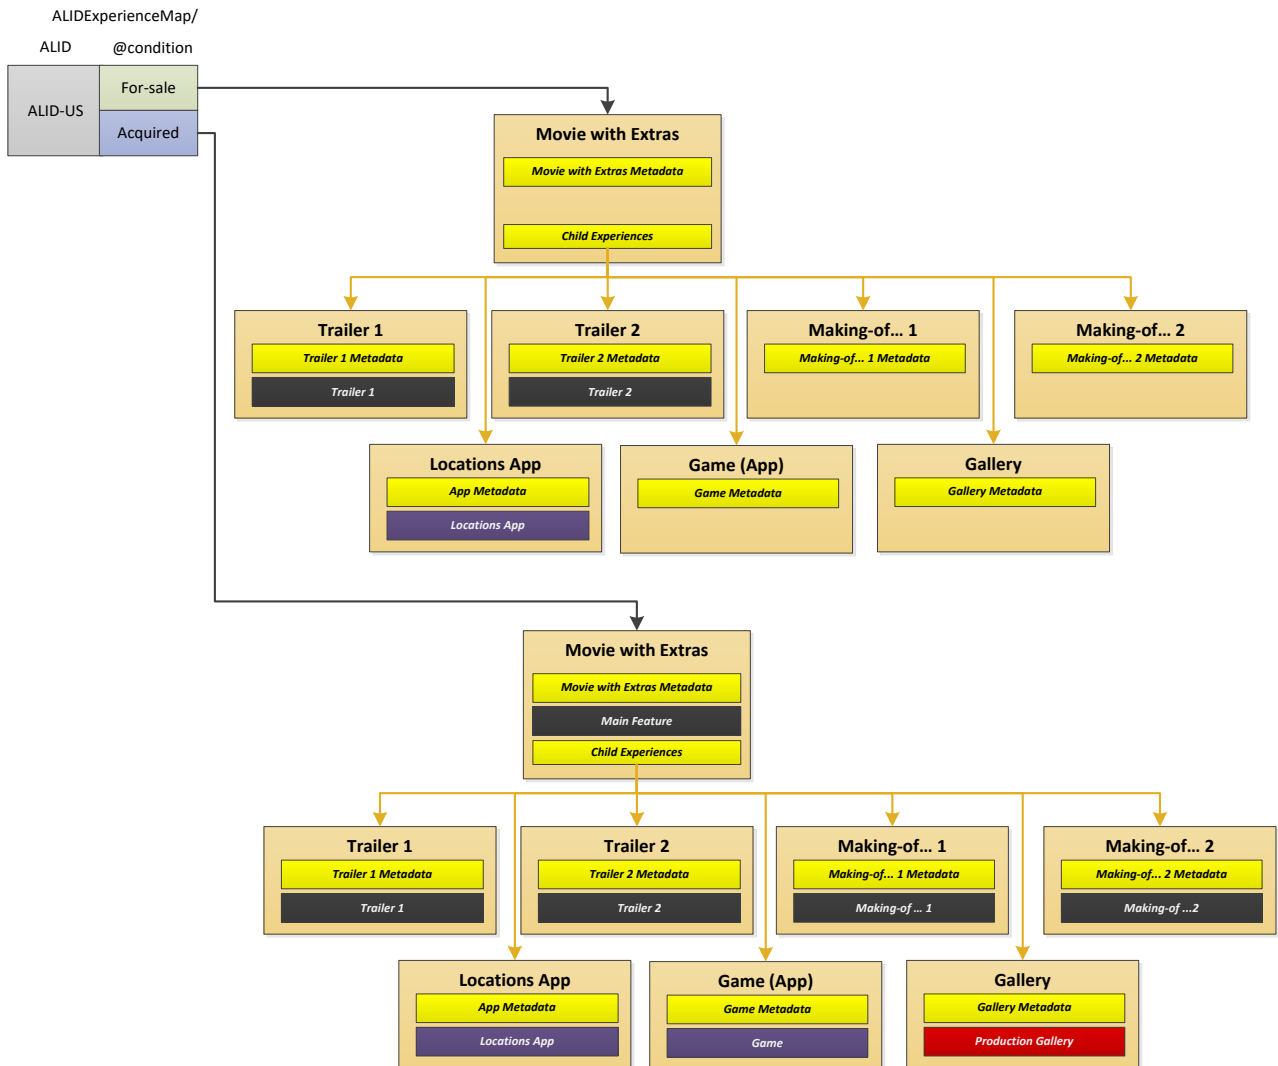 ALIDExperienceMap/
ALID @condition
For-sale
ALID-US
Acquired
Movie with Extras
Movie with Extras Metadata
Child Experiences
Trailer 1
Trailer 1 Metadata
Trailer 1
Trailer 2
Trailer 2 Metadata
Trailer 2
Making-of... 1
Making-of... 1 Metadata
Making-of... 2
Making-of... 2 Metadata
Locations App
App Metadata
Locations App
Game (App)
Game Metadata
Gallery
Gallery Metadata
Movie with Extras
Movie with Extras Metadata
Main Feature
Child Experiences
Trailer 1
Trailer 1 Metadata
Trailer 1
Trailer 2
Trailer 2 Metadata
Trailer 2
Making-of... 1
Making-of... 1 Metadata
Making-of ... 1
Making-of... 2
Making-of... 2 Metadata
Making-of ...2
Locations App
App Metadata
Locations App
Game (App)
Game Metadata
Game
Gallery
Gallery Metadata
Production Gallery